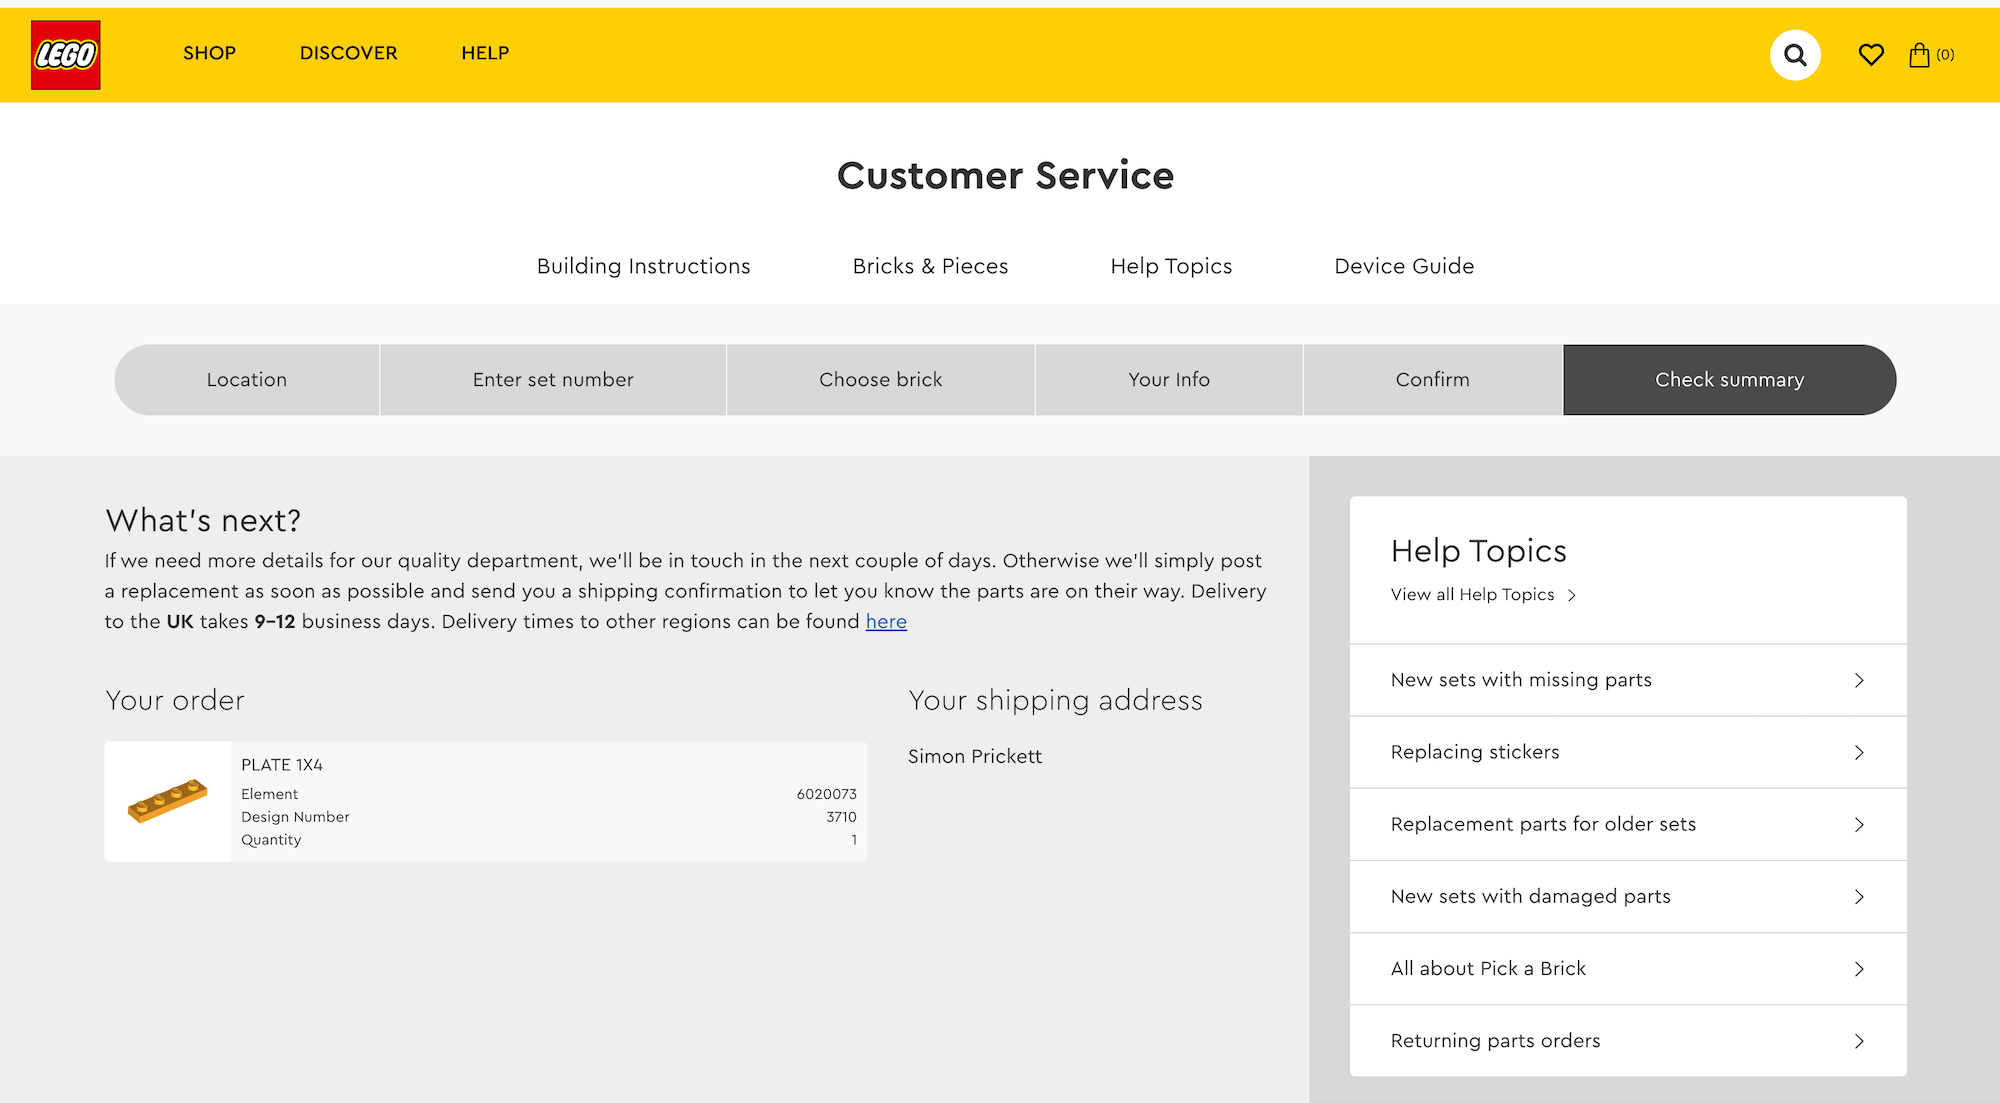 LEGO
SHOP
DISCOVER
HELP
(0)
Customer Service
Building Instructions
Bricks & Pieces
Help Topics
Device Guide
Location
Enter set number
Choose brick
Your Info
Confirm
Check summary
What's next?
If we need more details for our quality department, we'll be in touch in the next couple of days. Otherwise we'll simply post
a replacement as soon as possible and send you a shipping confirmation to let you know the parts are on their way. Delivery
to the UK takes 9–12 business days. Delivery times to other regions can be found here
Your order
PLATE 1X4
Element 6020073
Design Number 3710
Quantity 1
Your shipping address
Simon Prickett
Help Topics
View all Help Topics
New sets with missing parts
Replacing stickers
Replacement parts for older sets
New sets with damaged parts
All about Pick a Brick
Returning parts orders